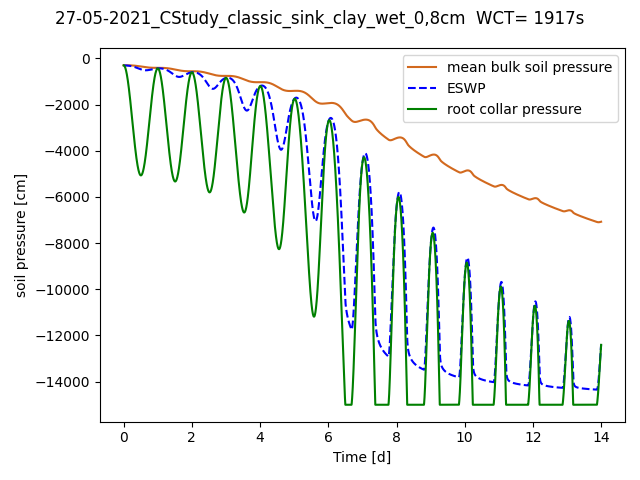 27-05-2021_CStudy_classic_sink_clay_wet_0,8cm  WCT= 1917s
mean bulk soil pressure
ESWP
root collar pressure
soil pressure [cm]
0
−2000
−4000
−6000
−8000
−10000
−12000
−14000
0 2 4 6 8 10 12 14
Time [d]